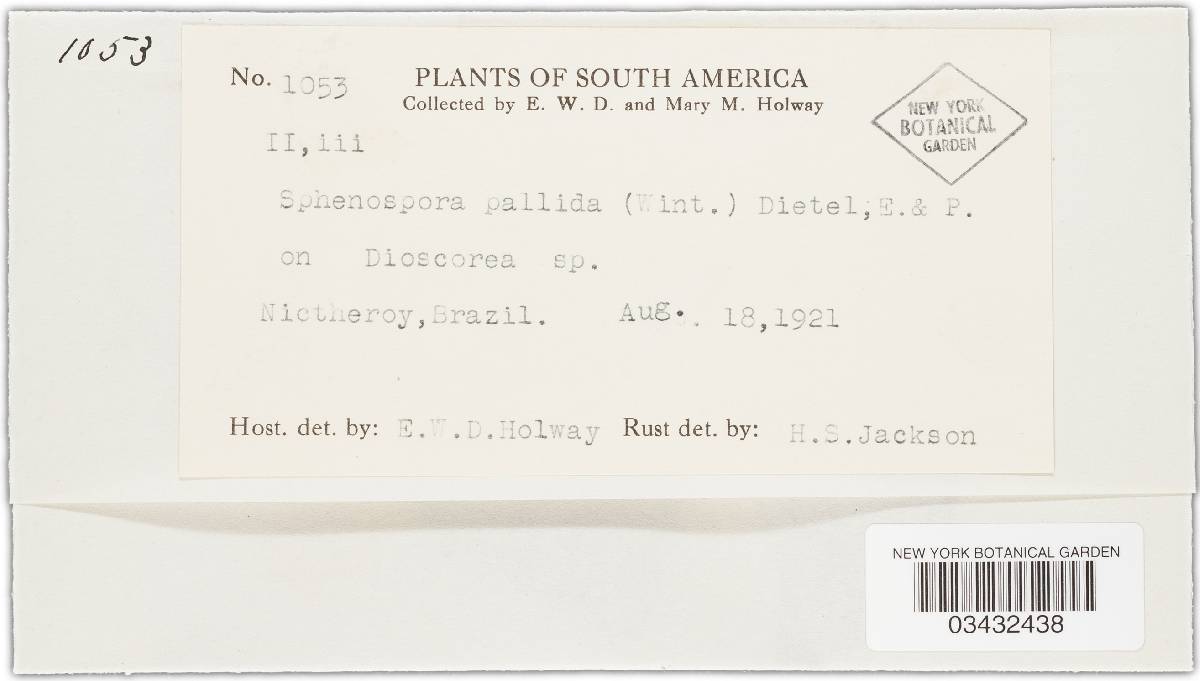 1053
No. 1053 PLANTS OF SOUTH AMERICA
Collected by E. W. D. and Mary M. Holway
NEW YORK
BOTANICAL
GARDEN
II,iii
Sphenospora pallida (Wint.) Dietel,E.& P.
on Dioscorea sp.
Nictheroy,Brazil. Aug. 18,1921
Host. det. by: E.W.D.Holway Rust det. by: H.S.Jackson
NEW YORK BOTANICAL GARDEN
03432438